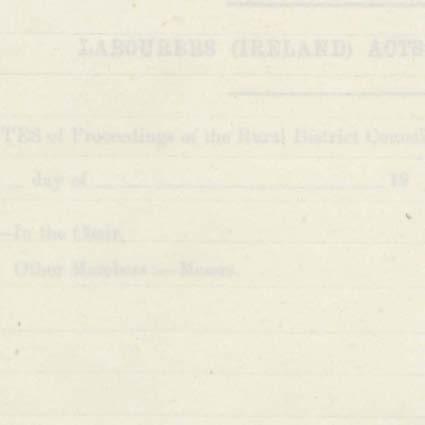 LABOURERS (IRELAND) ACTS
TES of Proceedings of the Rural District Council
day of 19
—In the Chair.
Other Members:—Messrs.